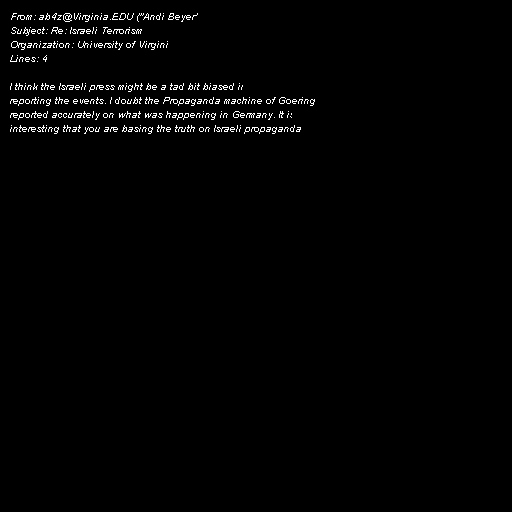 From: ab4z@Virginia.EDU ("Andi Beyer"
Subject: Re: Israeli Terrorism
Organization: University of Virgini
Lines: 4

I think the Israeli press might be a tad bit biased in
reporting the events. I doubt the Propaganda machine of Goering
reported accurately on what was happening in Germany. It is
interesting that you are basing the truth on Israeli propaganda